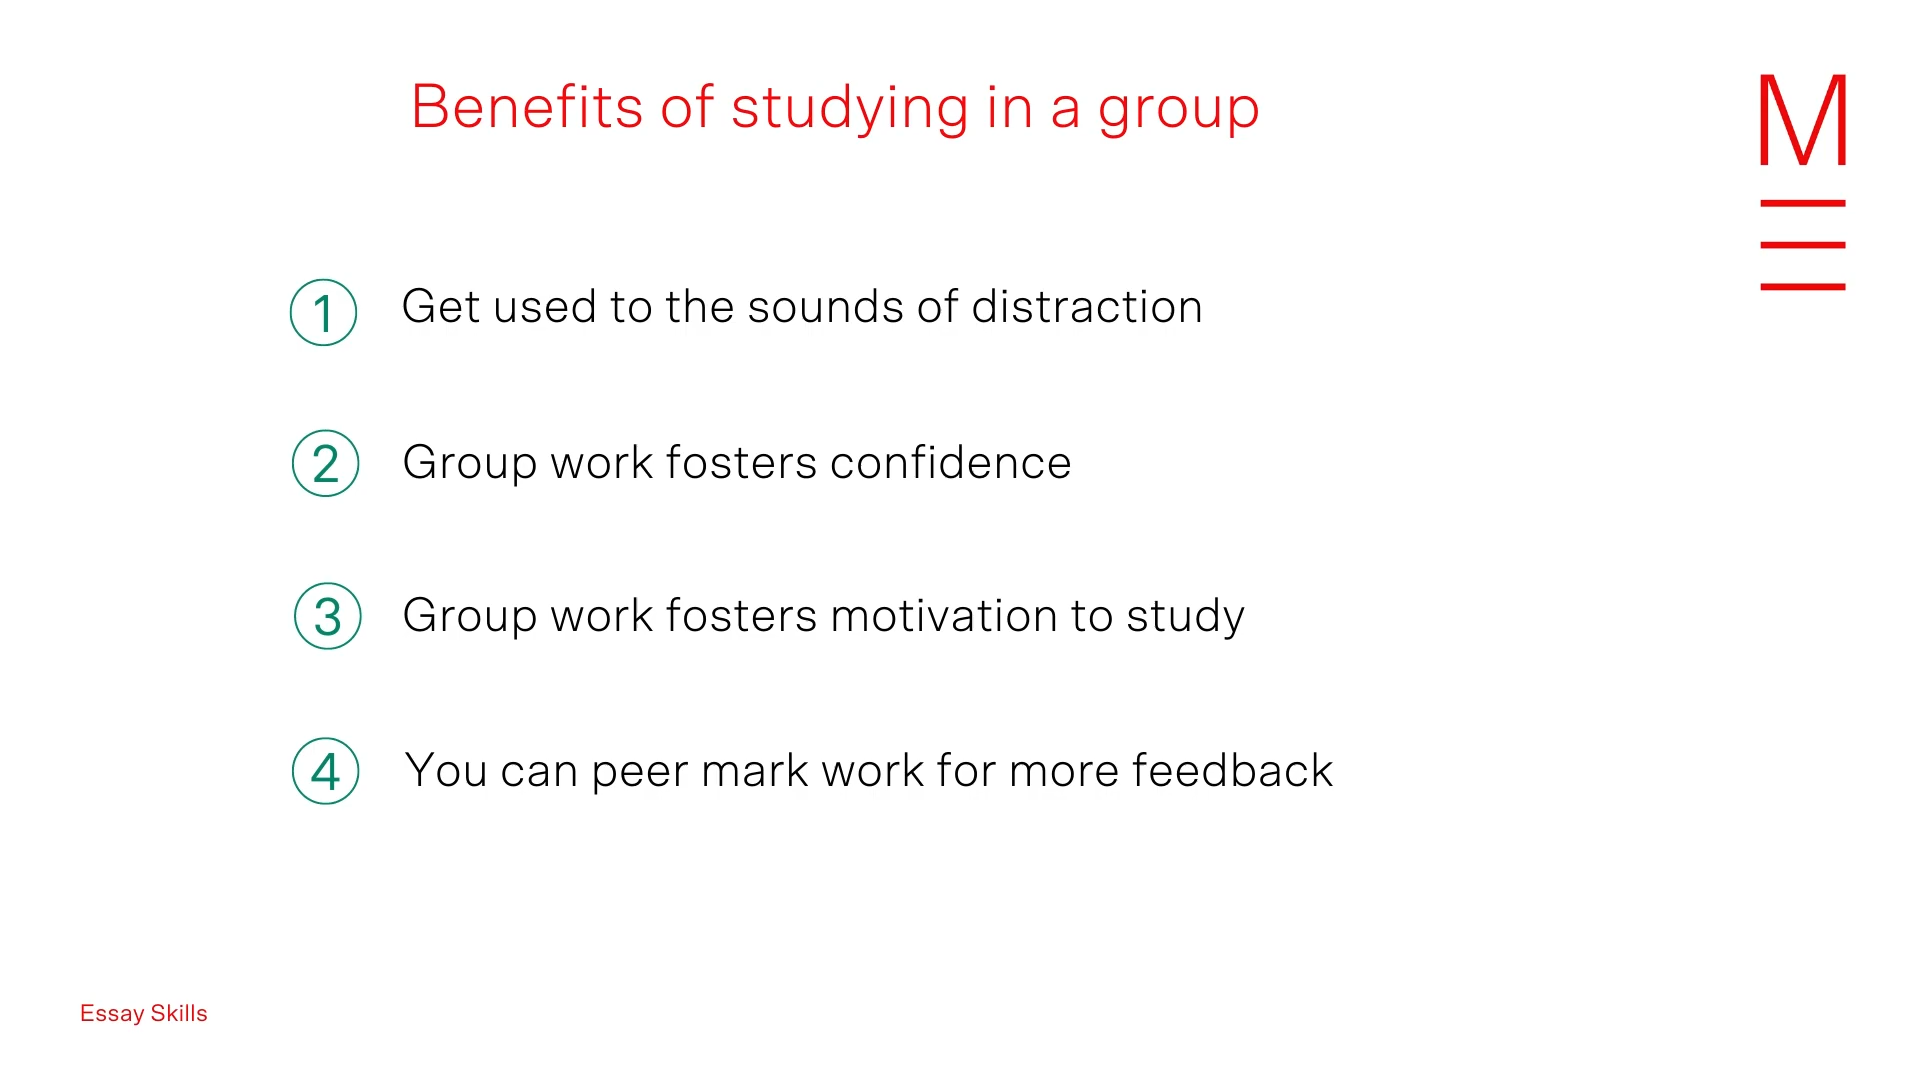 Benefits of studying in a group
M
1 Get used to the sounds of distraction
2 Group work fosters confidence
3 Group work fosters motivation to study
4 You can peer mark work for more feedback
Essay Skills